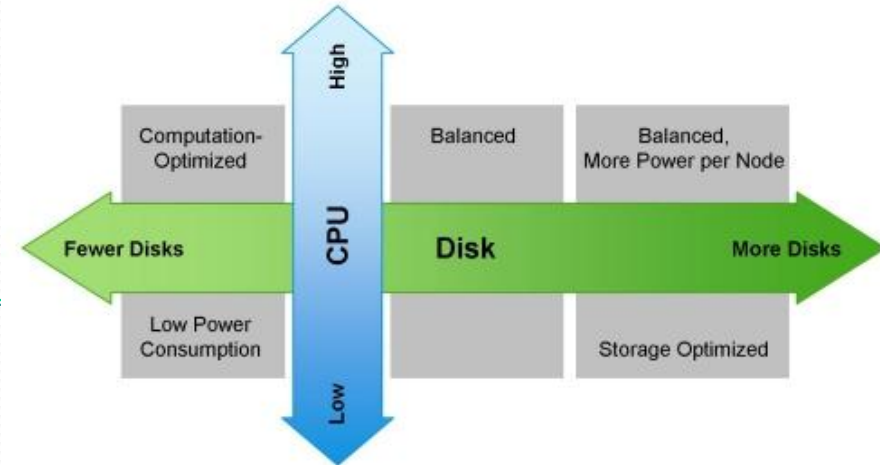 High
Computation-
Optimized
Balanced
Balanced,
More Power per Node
Fewer Disks
CPU
Disk
More Disks
Low Power
Consumption
Storage Optimized
Low